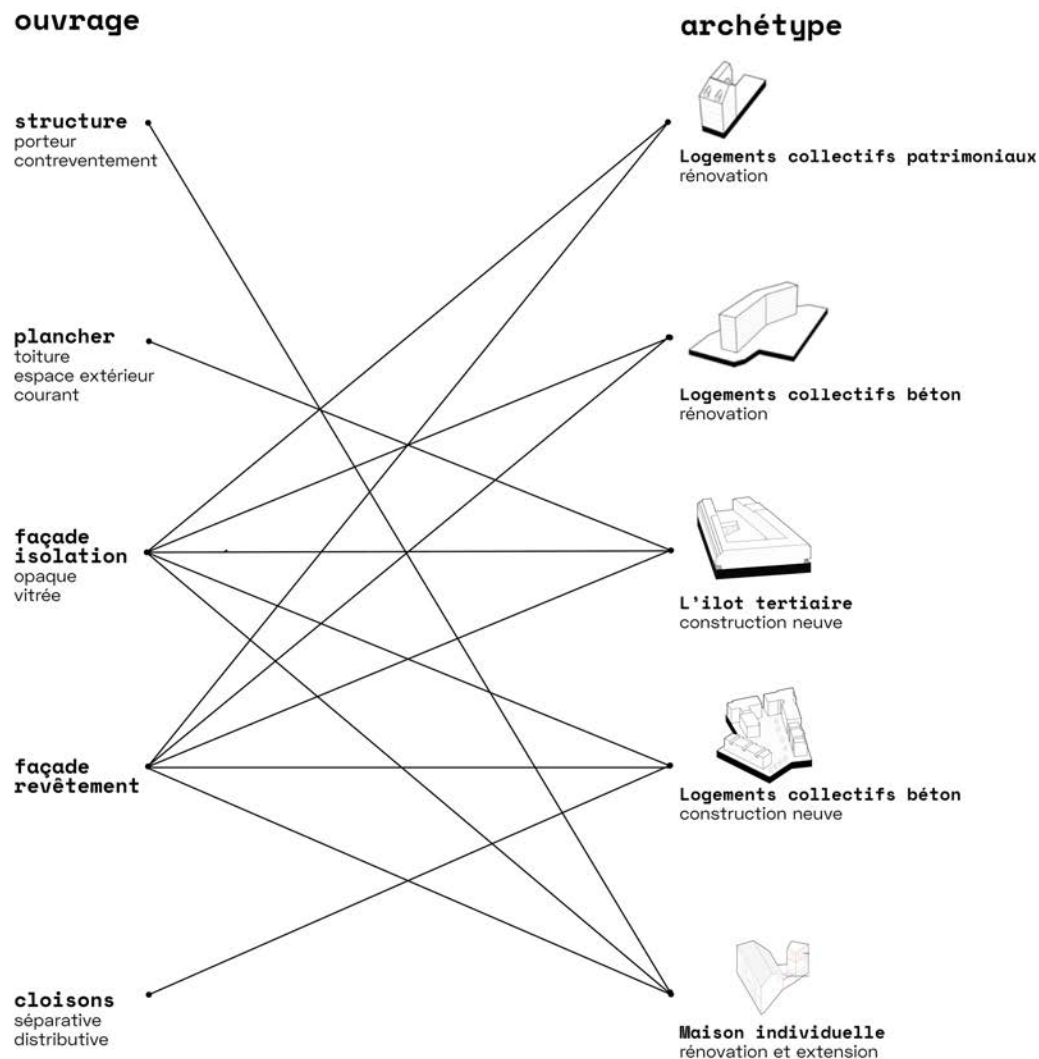 ouvrage
archétype
structure
porteur
contreventement
Logements collectifs patrimoniaux
rénovation
plancher
toiture
espace extérieur
courant
Logements collectifs béton
rénovation
façade
isolation
opaque
vitrée
L'ilot tertiaire
construction neuve
façade
revêtement
Logements collectifs béton
construction neuve
cloisons
séparative
distributive
Maison individuelle
rénovation et extension